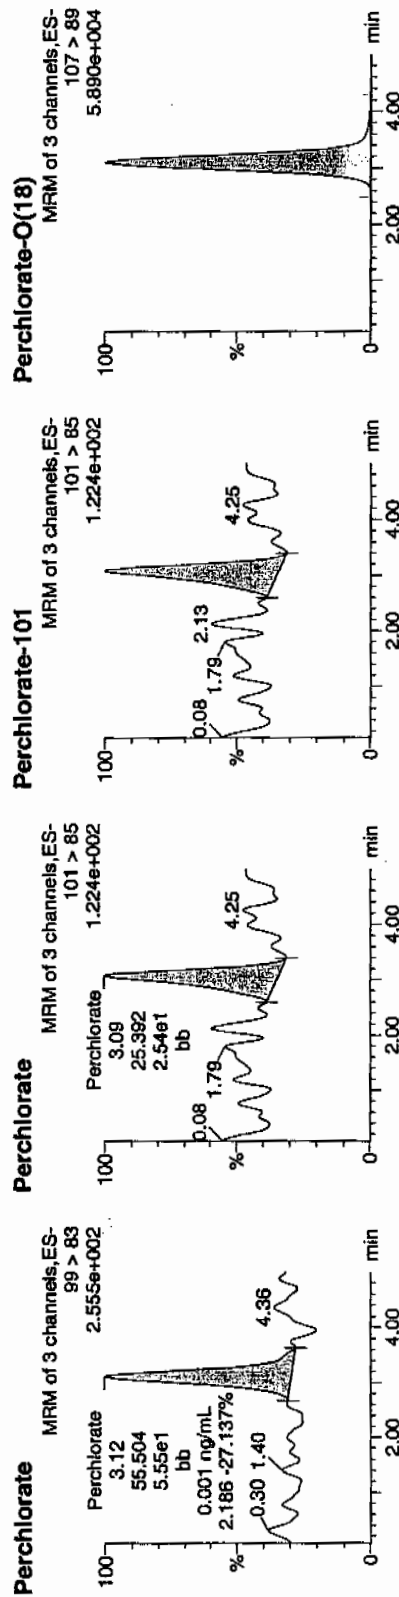 Perchlorate
MRM of 3 channels,ES-
99 > 83
2.555e+002
100
Perchlorate
3.12
55.504
5.55e1
bb
0.001 ng/mL
2.186 -27.137%
%
0.30 1.40
4.36
0
2.00
4.00
min
Perchlorate
MRM of 3 channels,ES-
101 > 85
1.224e+002
100
Perchlorate
3.09
25.392
2.54e1
bb
%
0.08
1.79
4.25
0
2.00
4.00
min
Perchlorate-101
MRM of 3 channels,ES-
101 > 85
1.224e+002
100
%
0.08
1.79
2.13
4.25
0
2.00
4.00
min
Perchlorate-O(18)
MRM of 3 channels,ES-
107 > 89
5.890e+004
100
%
0
2.00
4.00
min